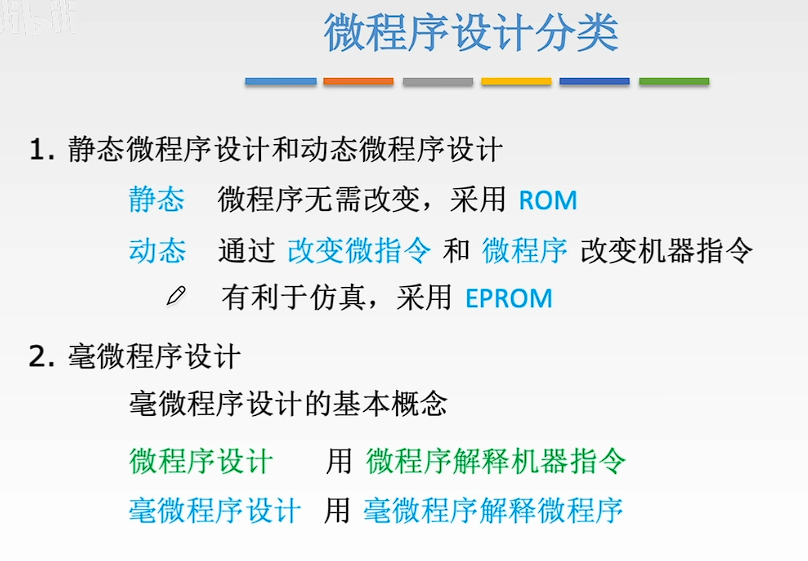 微程序设计分类
1. 静态微程序设计和动态微程序设计
静态 微程序无需改变，采用 ROM
动态 通过 改变微指令 和 微程序 改变机器指令
有利于仿真，采用 EPROM
2. 毫微程序设计
毫微程序设计的基本概念
微程序设计 用 微程序解释机器指令
毫微程序设计 用 毫微程序解释微程序